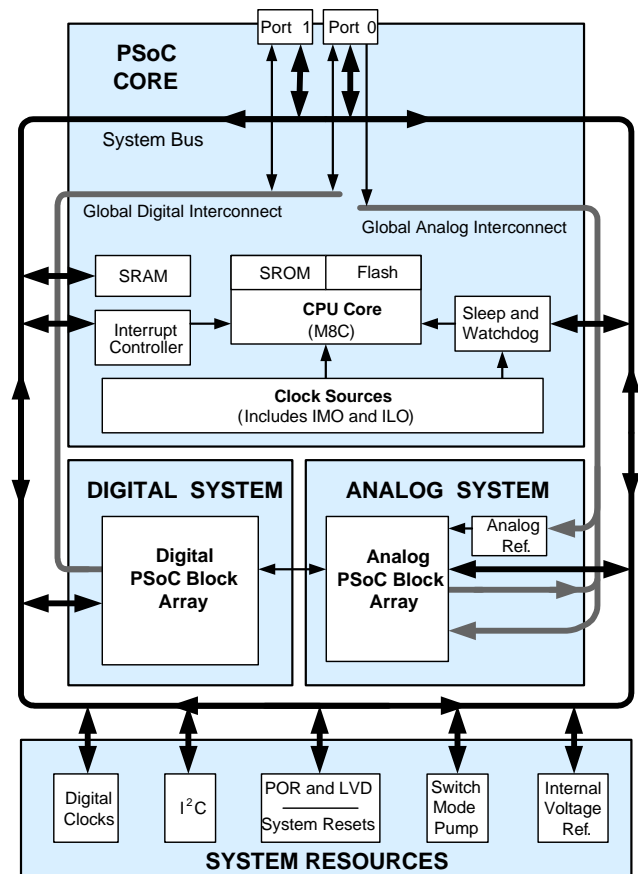 Port 1
Port 0
PSoC
CORE
System Bus
Global Digital Interconnect
Global Analog Interconnect
SRAM
SROM
Flash
CPU Core
(M8C)
Interrupt
Controller
Sleep and
Watchdog
Clock Sources
(Includes IMO and ILO)
DIGITAL SYSTEM
ANALOG SYSTEM
Digital
PSoC Block
Array
Analog
PSoC Block
Array
Analog
Ref.
Digital
Clocks
I²C
POR and LVD
System Resets
Switch
Mode
Pump
Internal
Voltage
Ref.
SYSTEM RESOURCES